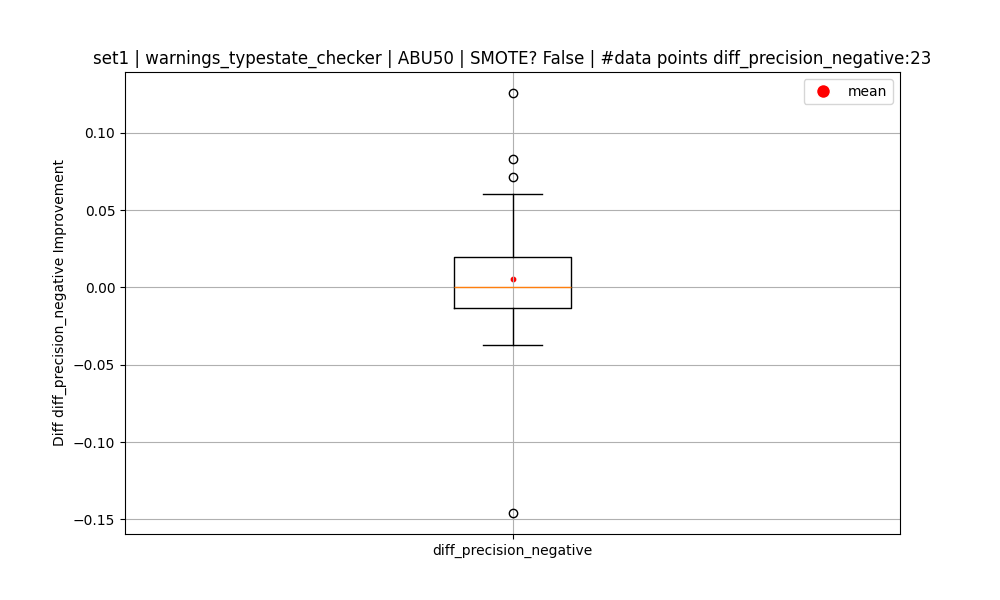 set1 | warnings_typestate_checker | ABU50 | SMOTE? False | #data points diff_precision_negative:23
mean
0.10
0.05
0.00
−0.05
−0.10
−0.15
Diff diff_precision_negative Improvement
diff_precision_negative